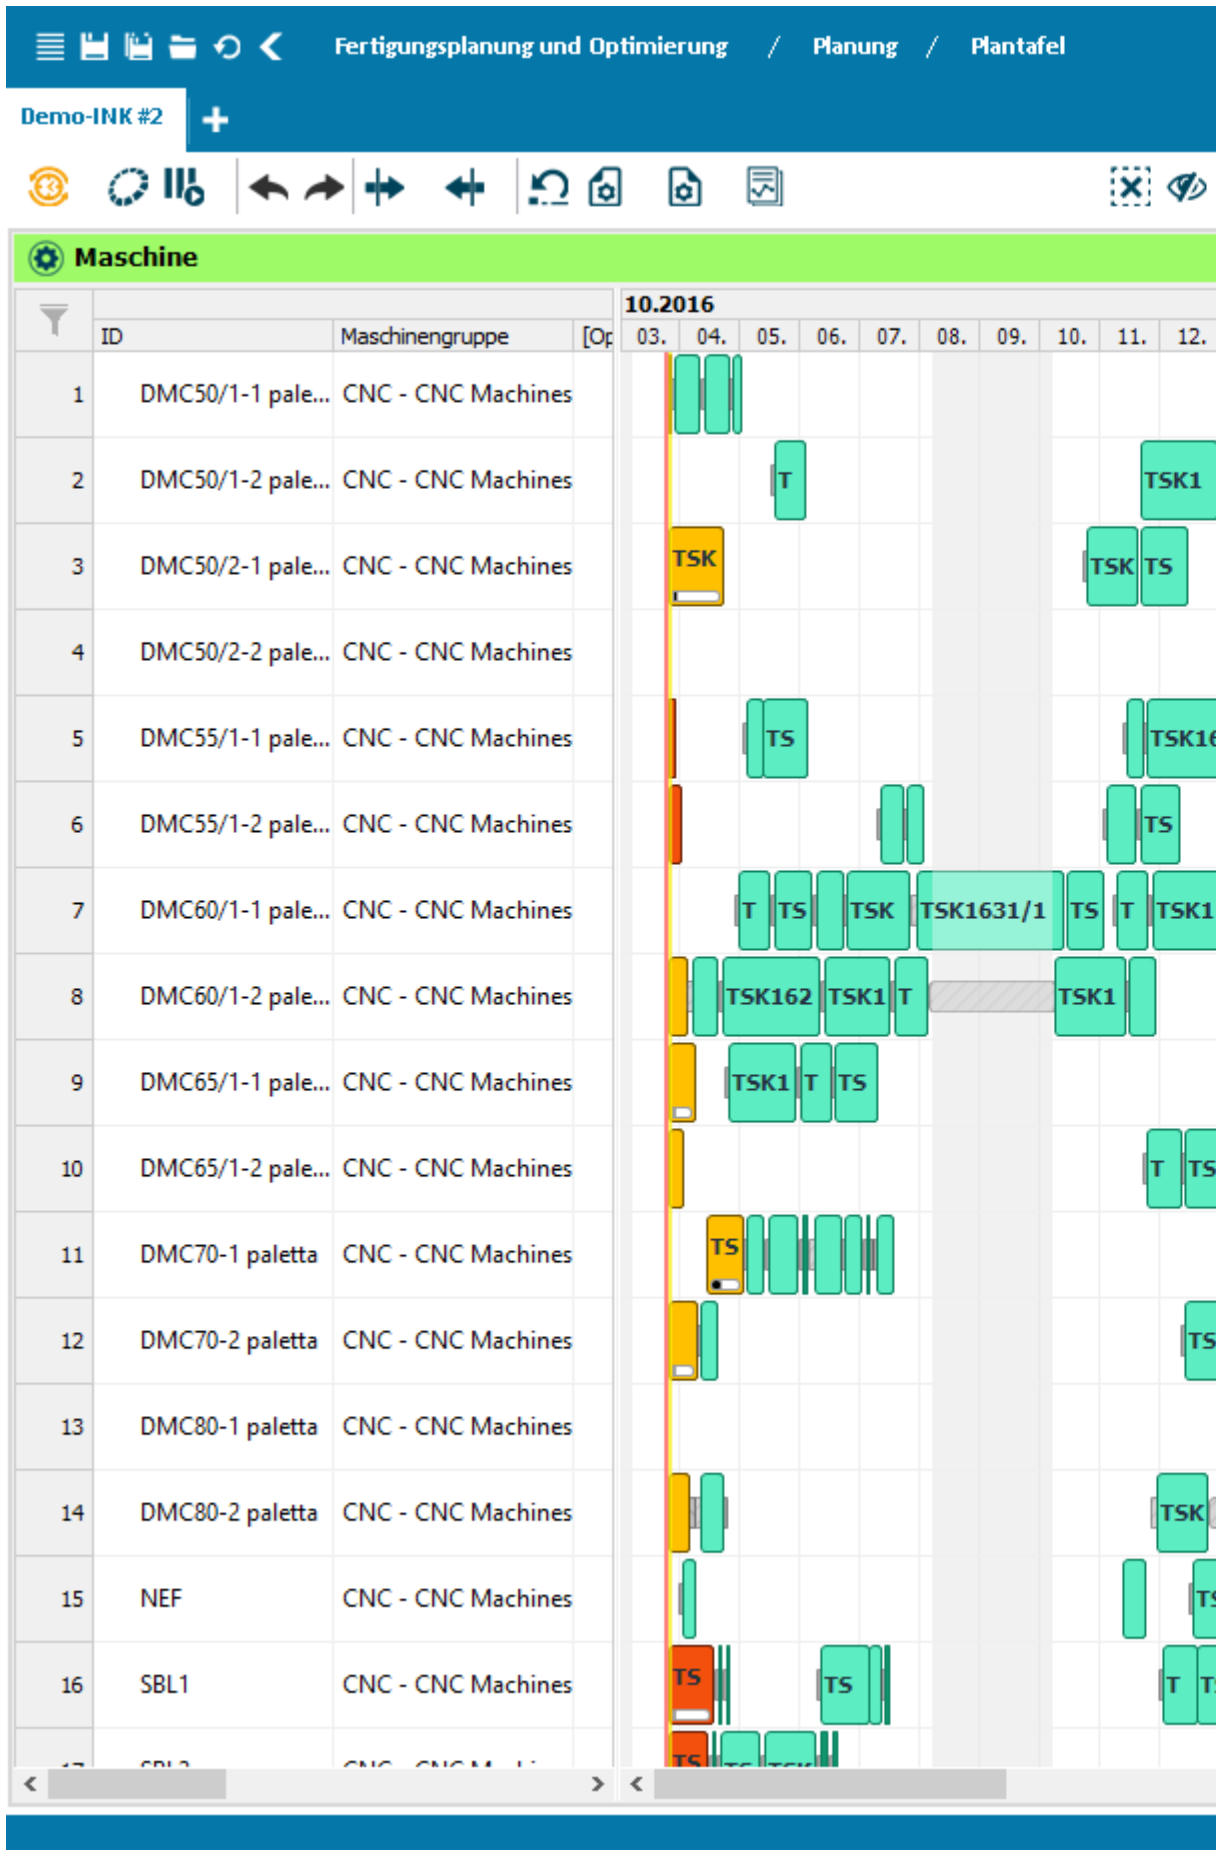 Fertigungsplanung und Optimierung / Planung / Plantafel
Demo-INK #2
Maschine
10.2016
ID Maschinengruppe [Op 03. 04. 05. 06. 07. 08. 09. 10. 11. 12.
1 DMC50/1-1 pale... CNC - CNC Machines
2 DMC50/1-2 pale... CNC - CNC Machines T TSK1
3 DMC50/2-1 pale... CNC - CNC Machines TSK TSK TS
4 DMC50/2-2 pale... CNC - CNC Machines
5 DMC55/1-1 pale... CNC - CNC Machines TS TSK16
6 DMC55/1-2 pale... CNC - CNC Machines TS
7 DMC60/1-1 pale... CNC - CNC Machines T TS TSK TSK1631/1 TS T TSK1
8 DMC60/1-2 pale... CNC - CNC Machines TSK162 TSK1 T TSK1
9 DMC65/1-1 pale... CNC - CNC Machines TSK1 T TS
10 DMC65/1-2 pale... CNC - CNC Machines T TS
11 DMC70-1 paletta CNC - CNC Machines TS
12 DMC70-2 paletta CNC - CNC Machines TS
13 DMC80-1 paletta CNC - CNC Machines
14 DMC80-2 paletta CNC - CNC Machines TSK
15 NEF CNC - CNC Machines TS
16 SBL1 CNC - CNC Machines TS TS T T
TS TS TSK